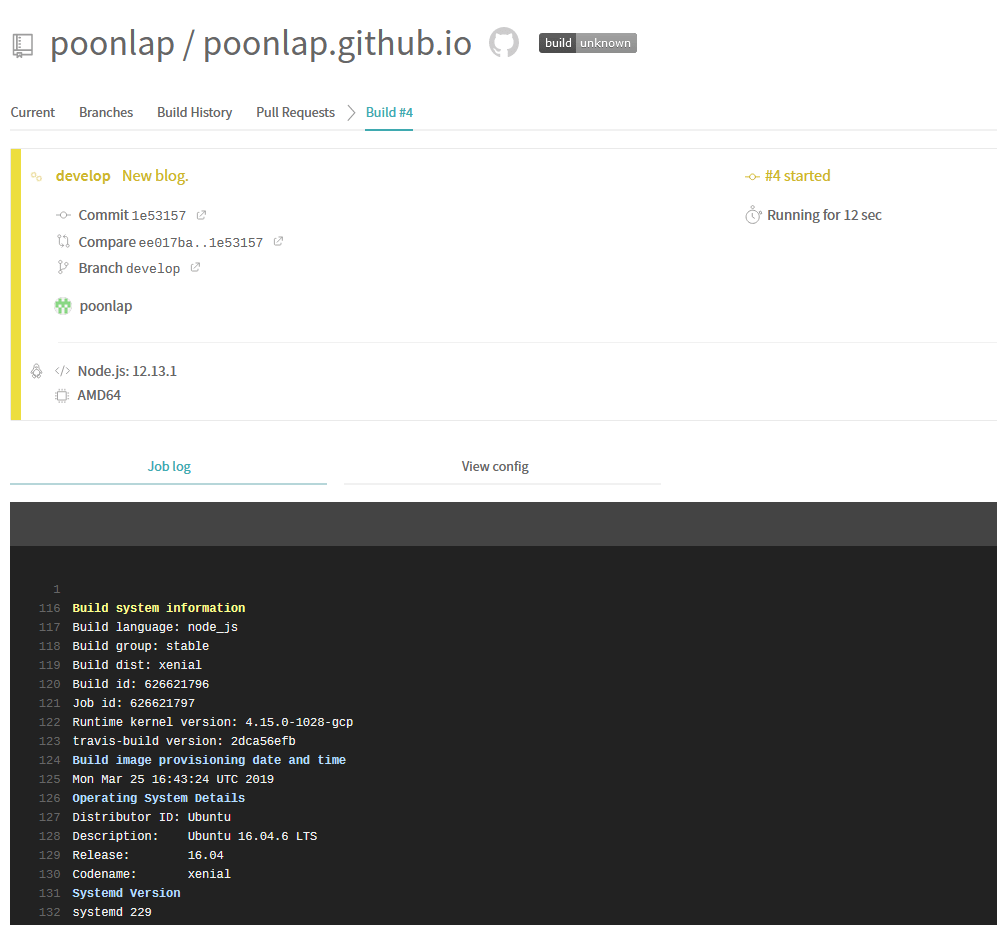 poonlap / poonlap.github.io build unknown
Current Branches Build History Pull Requests Build #4
develop New blog. #4 started
Commit 1e53157 Running for 12 sec
Compare ee017ba..1e53157
Branch develop
poonlap
</> Node.js: 12.13.1
AMD64
Job log View config
1
116 Build system information
117 Build language: node_js
118 Build group: stable
119 Build dist: xenial
120 Build id: 626621796
121 Job id: 626621797
122 Runtime kernel version: 4.15.0-1028-gcp
123 travis-build version: 2dca56efb
124 Build image provisioning date and time
125 Mon Mar 25 16:43:24 UTC 2019
126 Operating System Details
127 Distributor ID: Ubuntu
128 Description: Ubuntu 16.04.6 LTS
129 Release: 16.04
130 Codename: xenial
131 Systemd Version
132 systemd 229